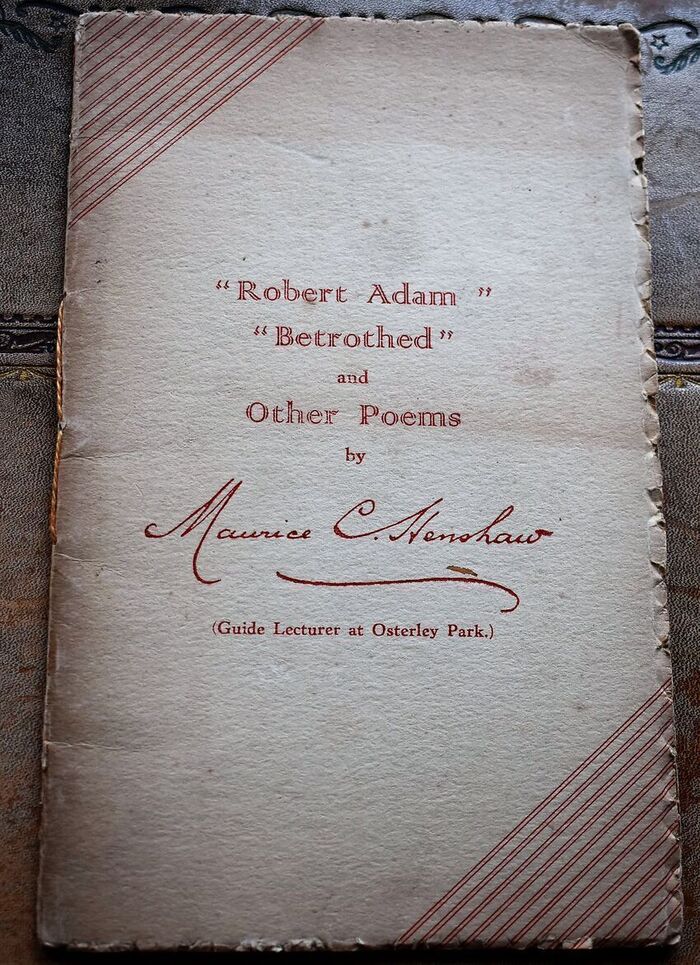 “Robert Adam”
“Betrothed”
and
Other Poems
by
Maurice C. Henshaw
(Guide Lecturer at Osterley Park.)